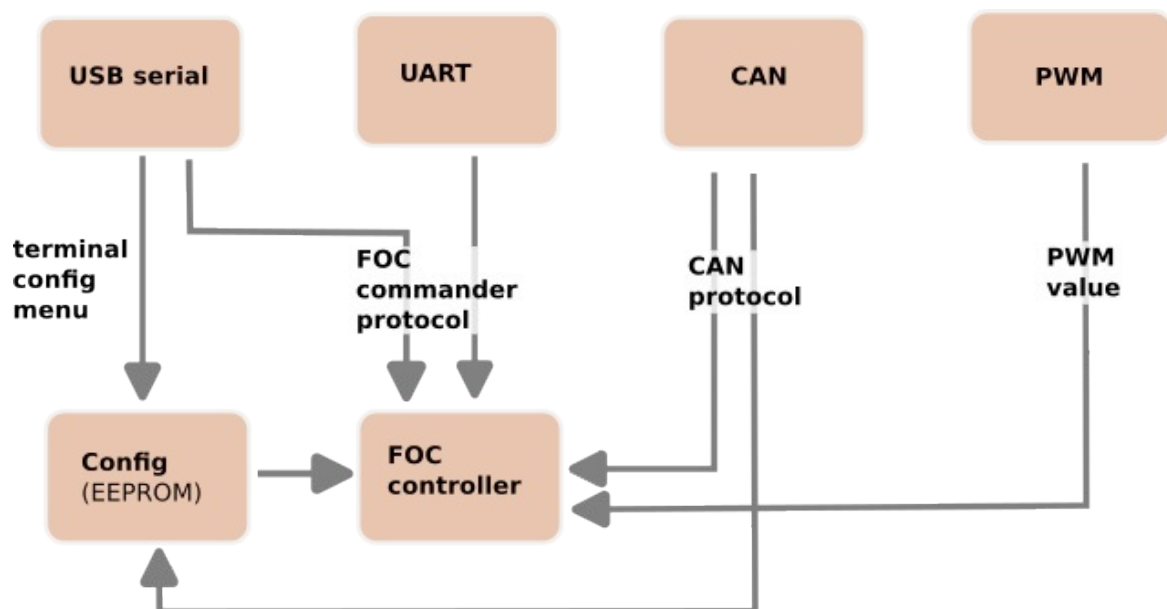 USB serial
UART
CAN
PWM
terminal
config
menu
FOC
commander
protocol
CAN
protocol
PWM
value
Config
(EEPROM)
FOC
controller